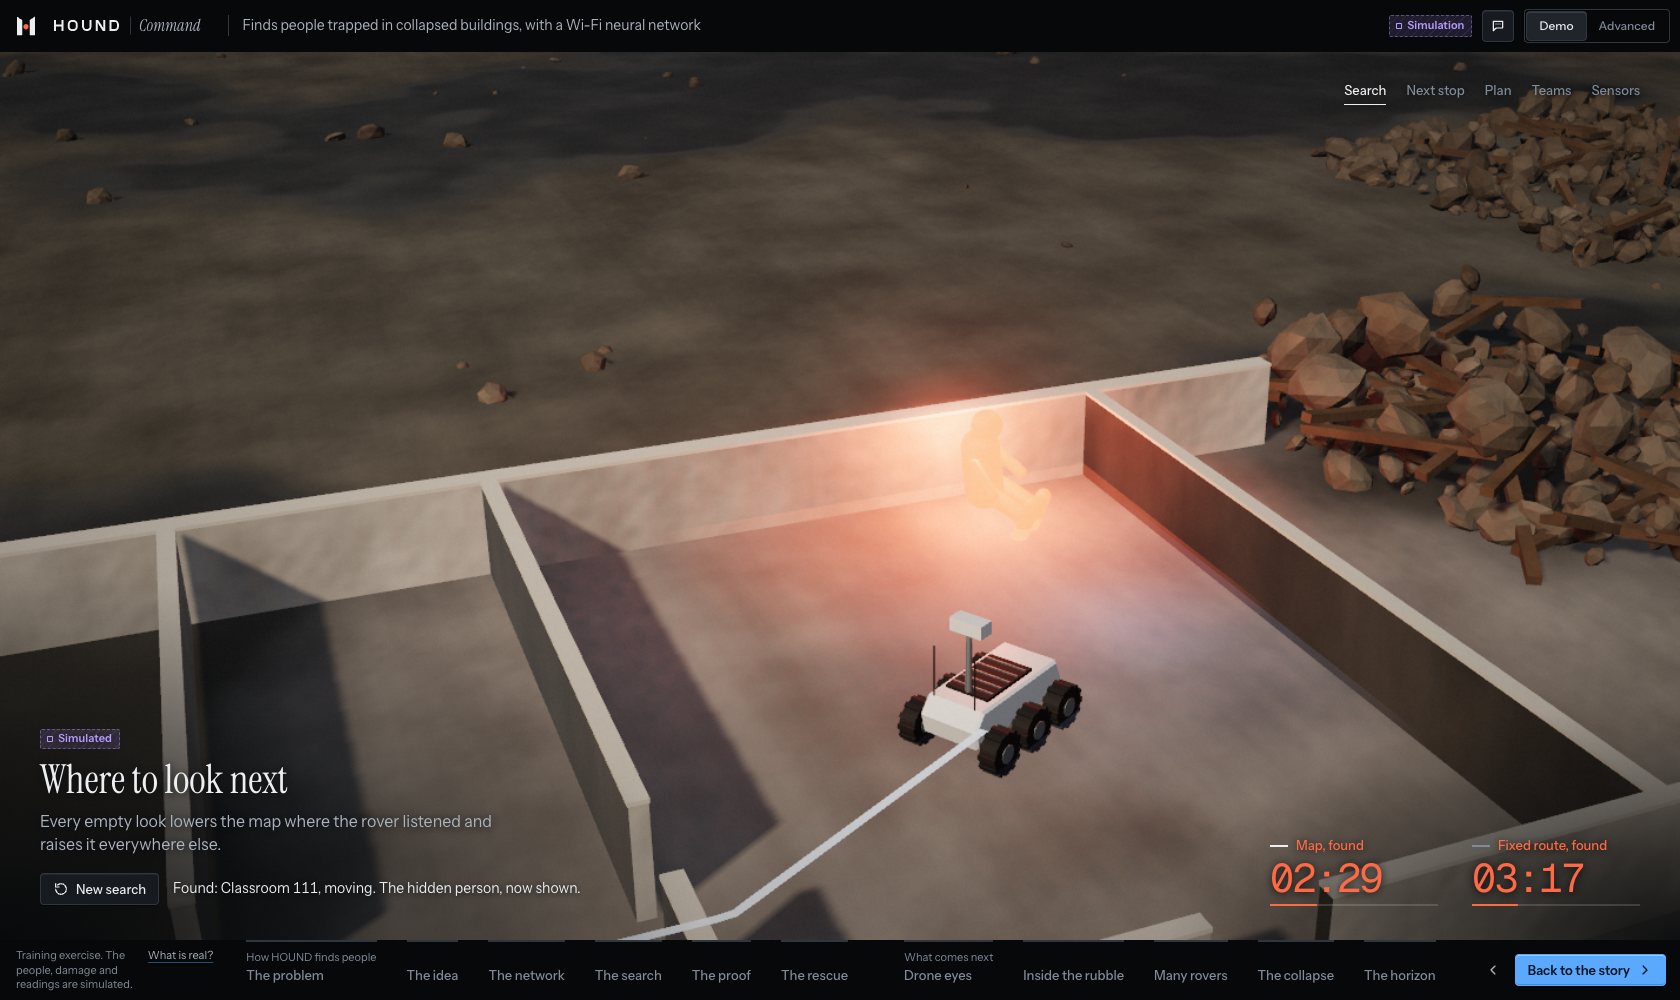 HOUND Command
Finds people trapped in collapsed buildings, with a Wi-Fi neural network
Simulation
Demo
Advanced
Search
Next stop
Plan
Teams
Sensors
Simulated
Where to look next
Every empty look lowers the map where the rover listened and
raises it everywhere else.
New search
Found: Classroom 111, moving. The hidden person, now shown.
Map, found
02:29
Fixed route, found
03:17
Training exercise. The
people, damage and
readings are simulated.
What is real?
How HOUND finds people
The problem
The idea
The network
The search
The proof
The rescue
What comes next
Drone eyes
Inside the rubble
Many rovers
The collapse
The horizon
Back to the story